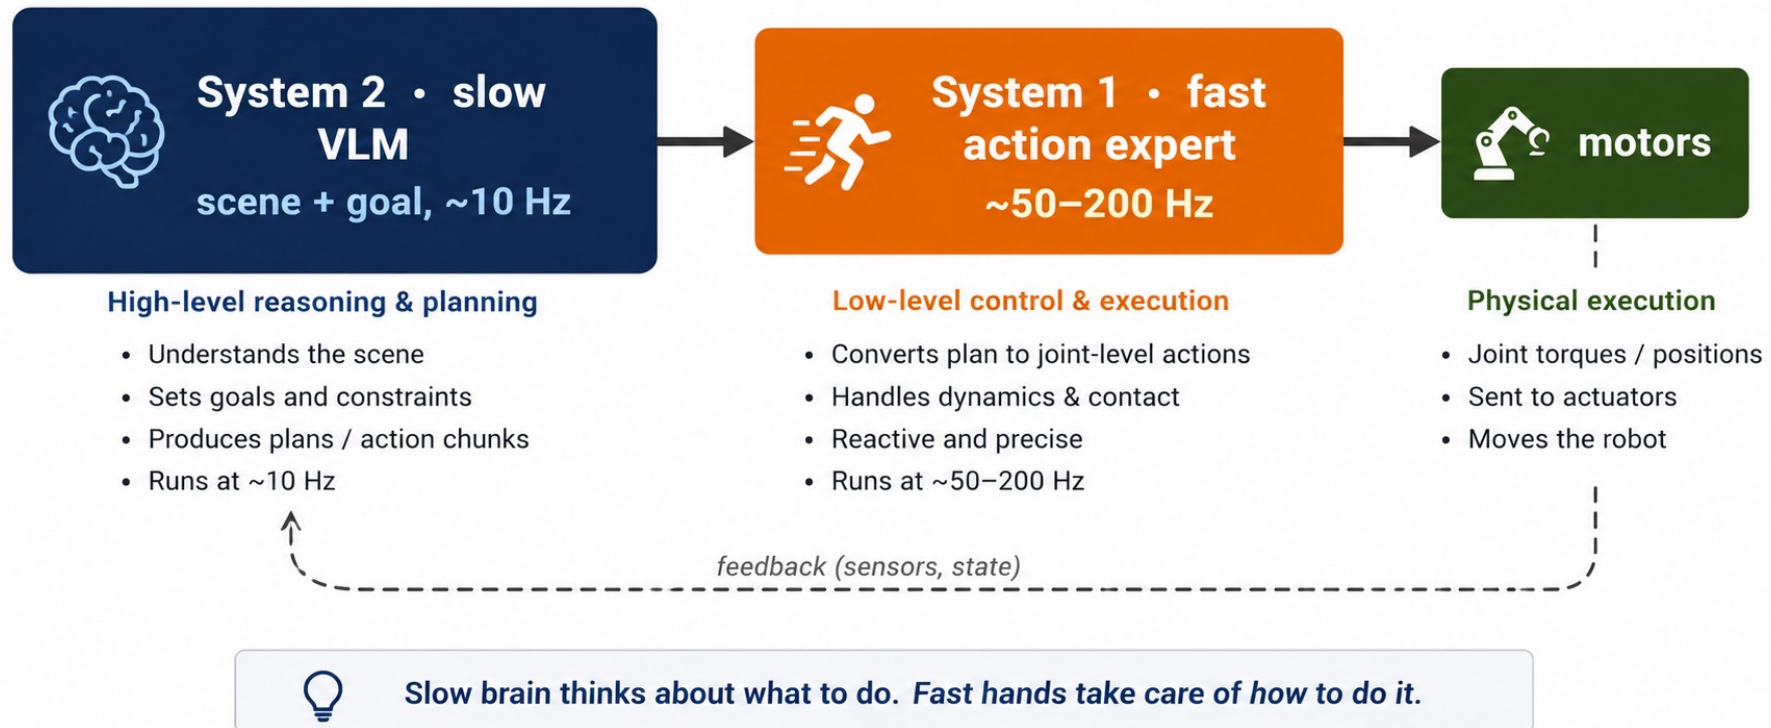 System 2 • slow
VLM
scene + goal, ~10 Hz
System 1 • fast
action expert
~50–200 Hz
motors
High-level reasoning & planning
• Understands the scene
• Sets goals and constraints
• Produces plans / action chunks
• Runs at ~10 Hz
Low-level control & execution
• Converts plan to joint-level actions
• Handles dynamics & contact
• Reactive and precise
• Runs at ~50–200 Hz
Physical execution
• Joint torques / positions
• Sent to actuators
• Moves the robot
feedback (sensors, state)
Slow brain thinks about what to do. Fast hands take care of how to do it.